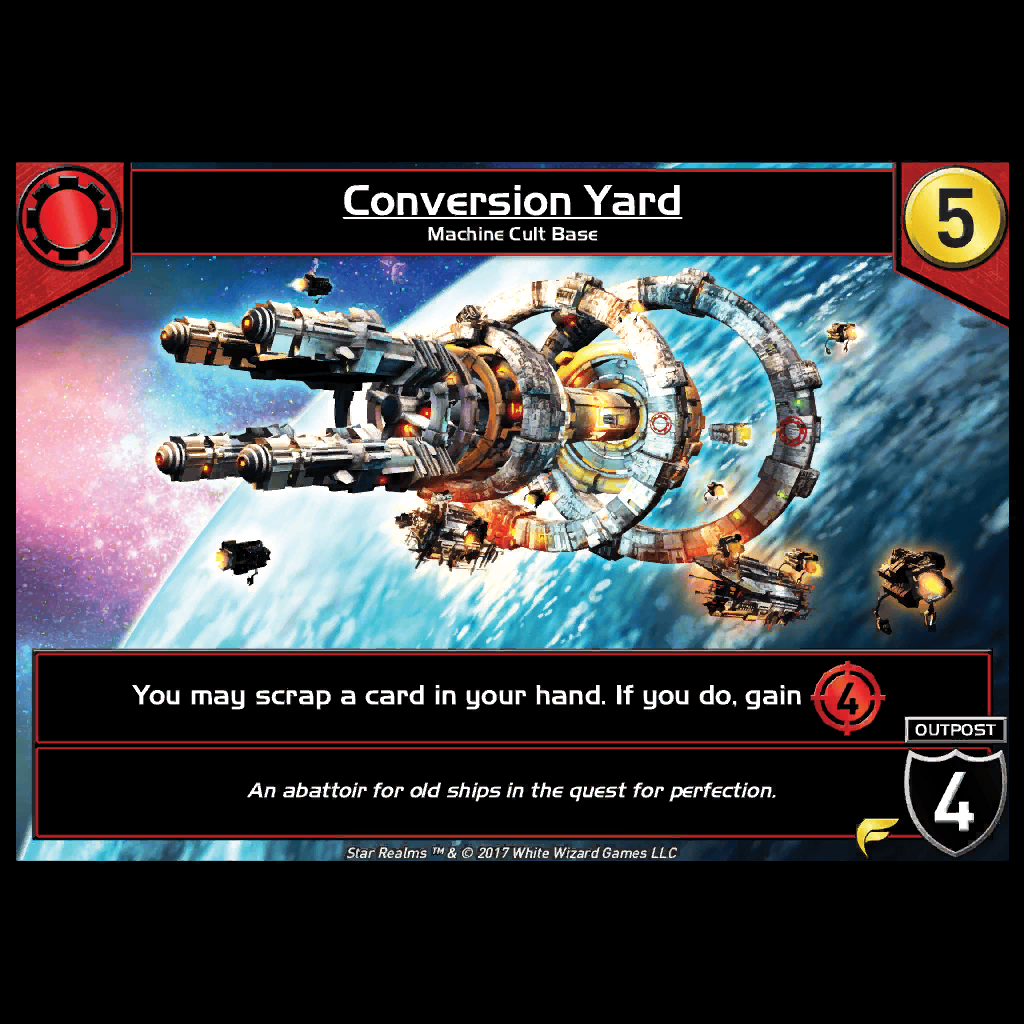 Conversion Yard
Machine Cult Base
5
You may scrap a card in your hand. If you do, gain 4
OUTPOST
4
An abattoir for old ships in the quest for perfection.
Star Realms ™ & © 2017 White Wizard Games LLC